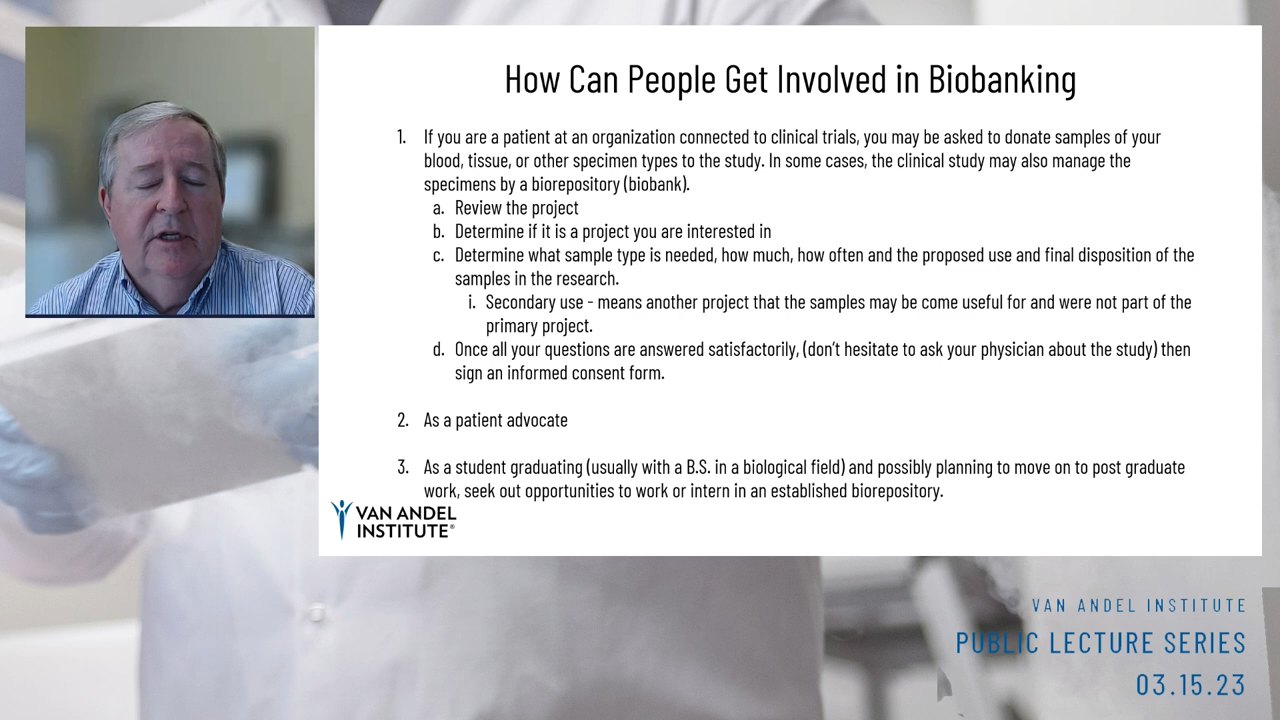 How Can People Get Involved in Biobanking
1. If you are a patient at an organization connected to clinical trials, you may be asked to donate samples of your
blood, tissue, or other specimen types to the study. In some cases, the clinical study may also manage the
specimens by a biorepository (biobank).
a. Review the project
b. Determine if it is a project you are interested in
c. Determine what sample type is needed, how much, how often and the proposed use and final disposition of the
samples in the research.
i. Secondary use - means another project that the samples may be come useful for and were not part of the
primary project.
d. Once all your questions are answered satisfactorily, (don't hesitate to ask your physician about the study) then
sign an informed consent form.
2. As a patient advocate
3. As a student graduating (usually with a B.S. in a biological field) and possibly planning to move on to post graduate
work, seek out opportunities to work or intern in an established biorepository.
VAN ANDEL
INSTITUTE®
VAN ANDEL INSTITUTE
PUBLIC LECTURE SERIES
03.15.23